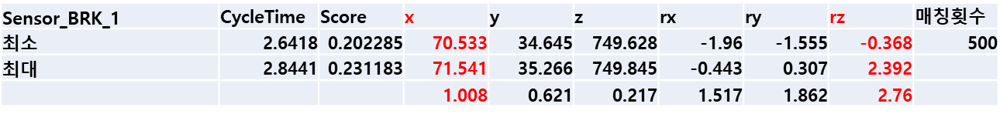 Sensor_BRK_1 CycleTime Score x y z rx ry rz 매칭횟수
최소 2.6418 0.202285 70.533 34.645 749.628 -1.96 -1.555 -0.368 500
최대 2.8441 0.231183 71.541 35.266 749.845 -0.443 0.307 2.392
1.008 0.621 0.217 1.517 1.862 2.76